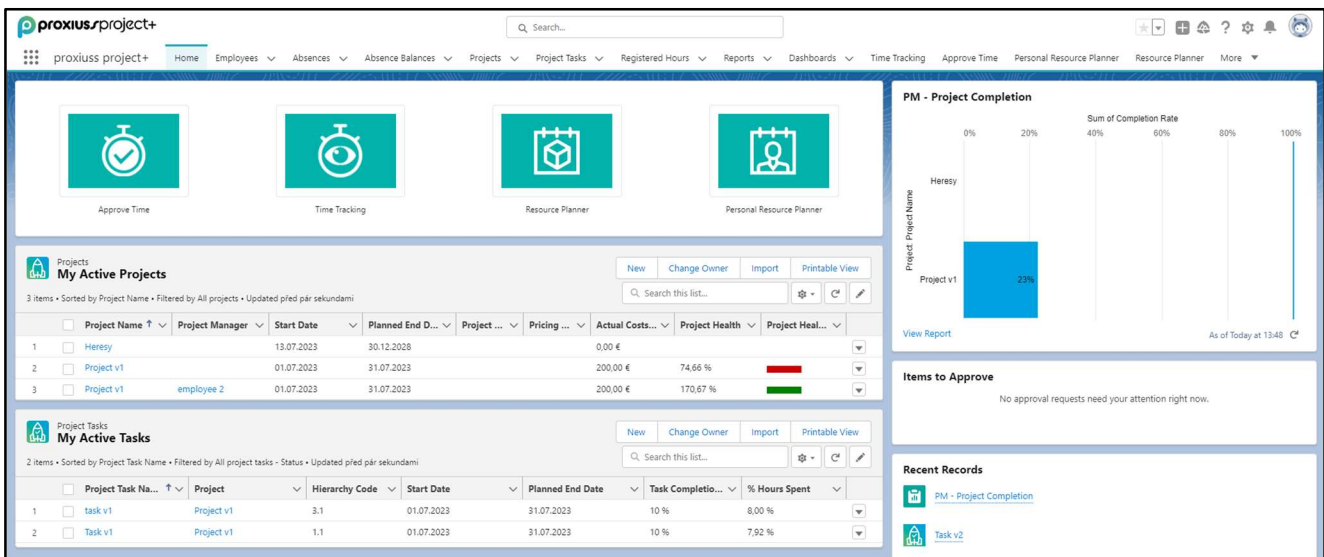 proxiuss/project+
Search...
proxiuss project+ Home Employees Absences Absence Balances Projects Project Tasks Registered Hours Reports Dashboards Time Tracking Approve Time Personal Resource Planner Resource Planner More
Approve Time Time Tracking Resource Planner Personal Resource Planner
Projects
My Active Projects
New Change Owner Import Printable View
3 items • Sorted by Project Name • Filtered by All projects • Updated před pár sekundami
Search this list...
Project Name Project Manager Start Date Planned End D... Project ... Pricing ... Actual Costs... Project Health Project Heal...
1 Heresy 13.07.2023 30.12.2028 0,00 €
2 Project v1 01.07.2023 31.07.2023 200,00 € 74,66 %
3 Project v1 employee 2 01.07.2023 31.07.2023 200,00 € 170,67 %
Project Tasks
My Active Tasks
New Change Owner Import Printable View
2 items • Sorted by Project Task Name • Filtered by All project tasks - Status • Updated před pár sekundami
Search this list...
Project Task Na... Project Hierarchy Code Start Date Planned End Date Task Completio... % Hours Spent
1 task v1 Project v1 3.1 01.07.2023 31.07.2023 10 % 8,00 %
2 Task v1 Project v1 1.1 01.07.2023 31.07.2023 10 % 7,92 %
PM - Project Completion
Sum of Completion Rate
0% 20% 40% 60% 80% 100%
Project: Project Name
Heresy
Project v1 23%
View Report As of Today at 13:48
Items to Approve
No approval requests need your attention right now.
Recent Records
PM - Project Completion
Task v2